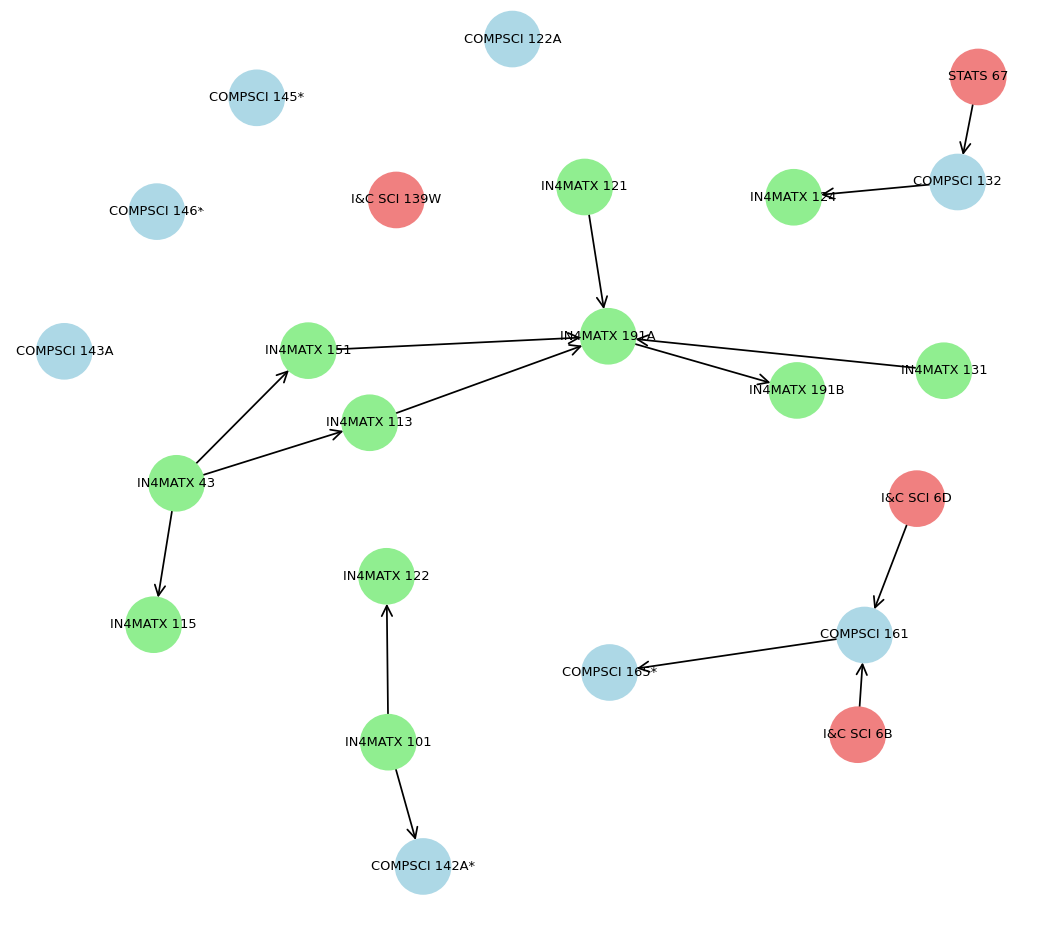 COMPSCI 122A
STATS 67
COMPSCI 145*
COMPSCI 132
IN4MATX 121
IN4MATX 124
I&C SCI 139W
COMPSCI 146*
IN4MATX 191A
IN4MATX 151
COMPSCI 143A
IN4MATX 131
IN4MATX 191B
IN4MATX 113
IN4MATX 43
I&C SCI 6D
IN4MATX 122
IN4MATX 115
COMPSCI 161
COMPSCI 165*
I&C SCI 6B
IN4MATX 101
COMPSCI 142A*